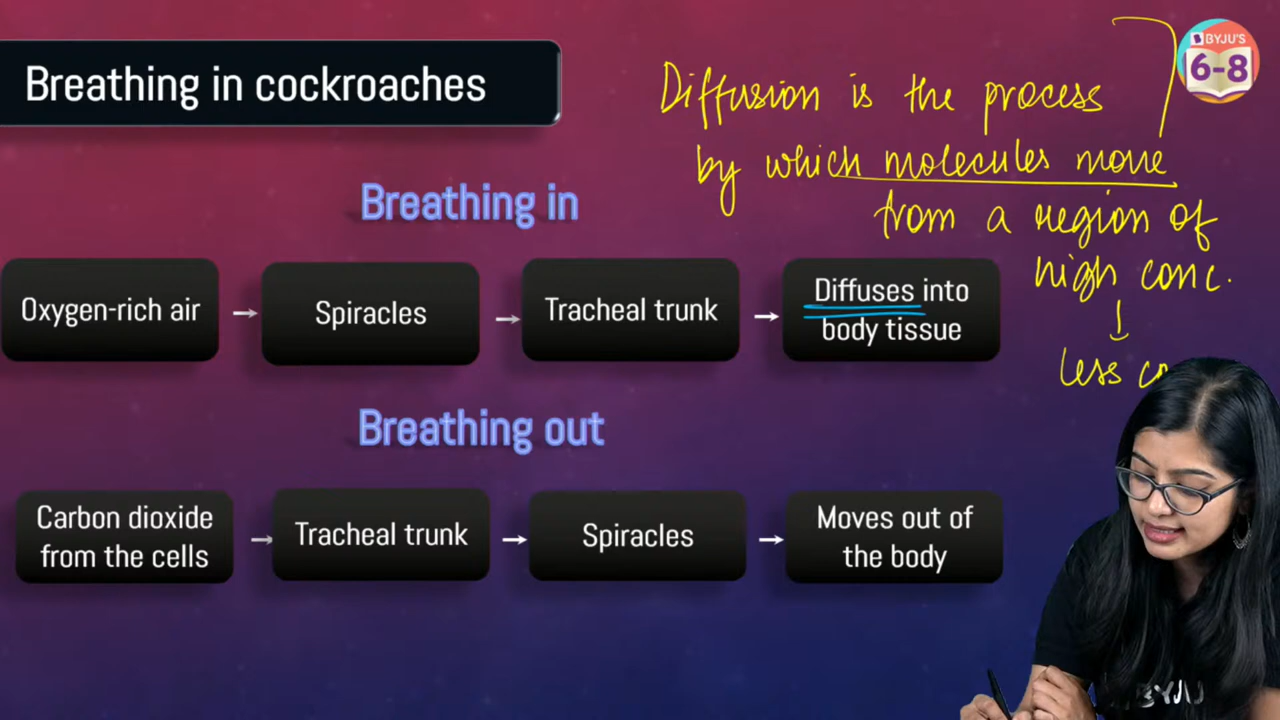 Breathing in cockroaches
BYJU'S
6-8
Diffusion is the process
by which molecules move
from a region of
high conc.
↓
less
Breathing in
Oxygen-rich air → Spiracles → Tracheal trunk → Diffuses into
body tissue
Breathing out
Carbon dioxide
from the cells → Tracheal trunk → Spiracles → Moves out of
the body
BYJU